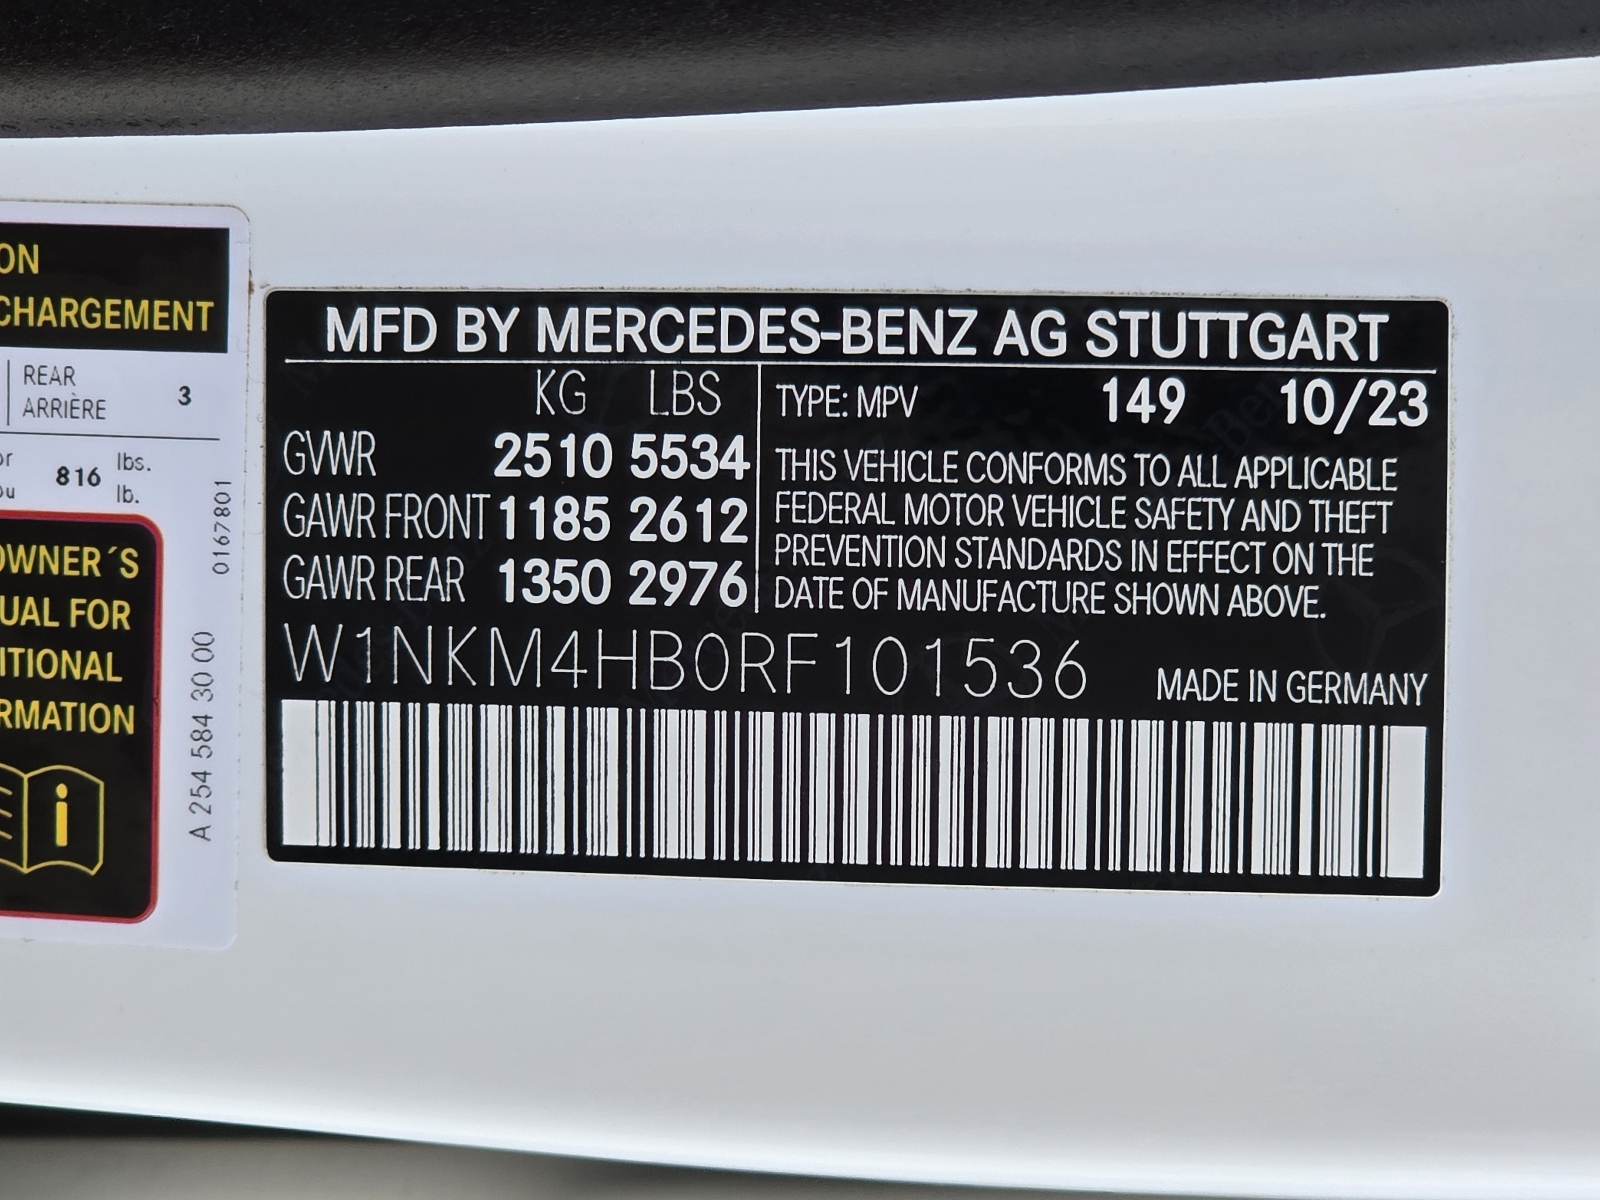 ON
CHARGEMENT
REAR
ARRIÈRE
3
or
ou
816
lbs.
lb.
OWNER´S
UAL FOR
ITIONAL
RMATION
i
0167801
A 254 584 30 00
MFD BY MERCEDES-BENZ AG STUTTGART
KG LBS
GVWR 2510 5534
GAWR FRONT 1185 2612
GAWR REAR 1350 2976
TYPE: MPV 149 10/23
THIS VEHICLE CONFORMS TO ALL APPLICABLE
FEDERAL MOTOR VEHICLE SAFETY AND THEFT
PREVENTION STANDARDS IN EFFECT ON THE
DATE OF MANUFACTURE SHOWN ABOVE.
W1NKM4HB0RF101536
MADE IN GERMANY